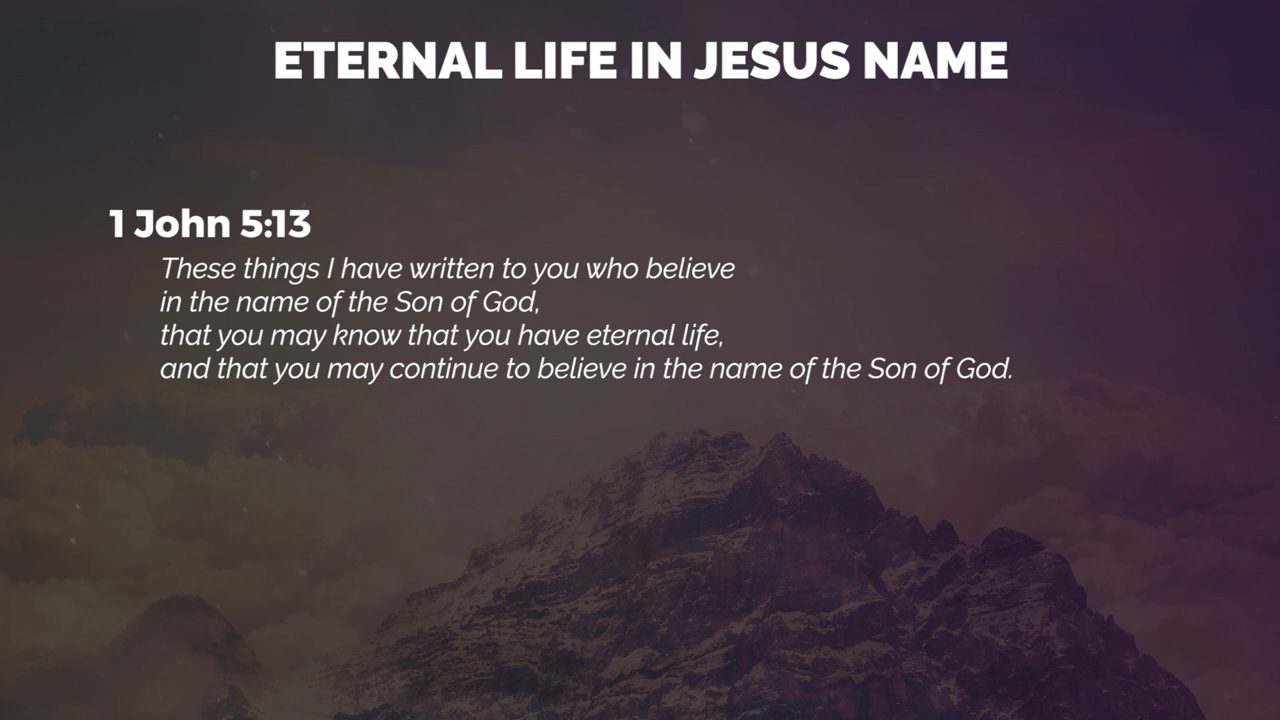 ETERNAL LIFE IN JESUS NAME
1 John 5:13
These things I have written to you who believe
in the name of the Son of God,
that you may know that you have eternal life,
and that you may continue to believe in the name of the Son of God.